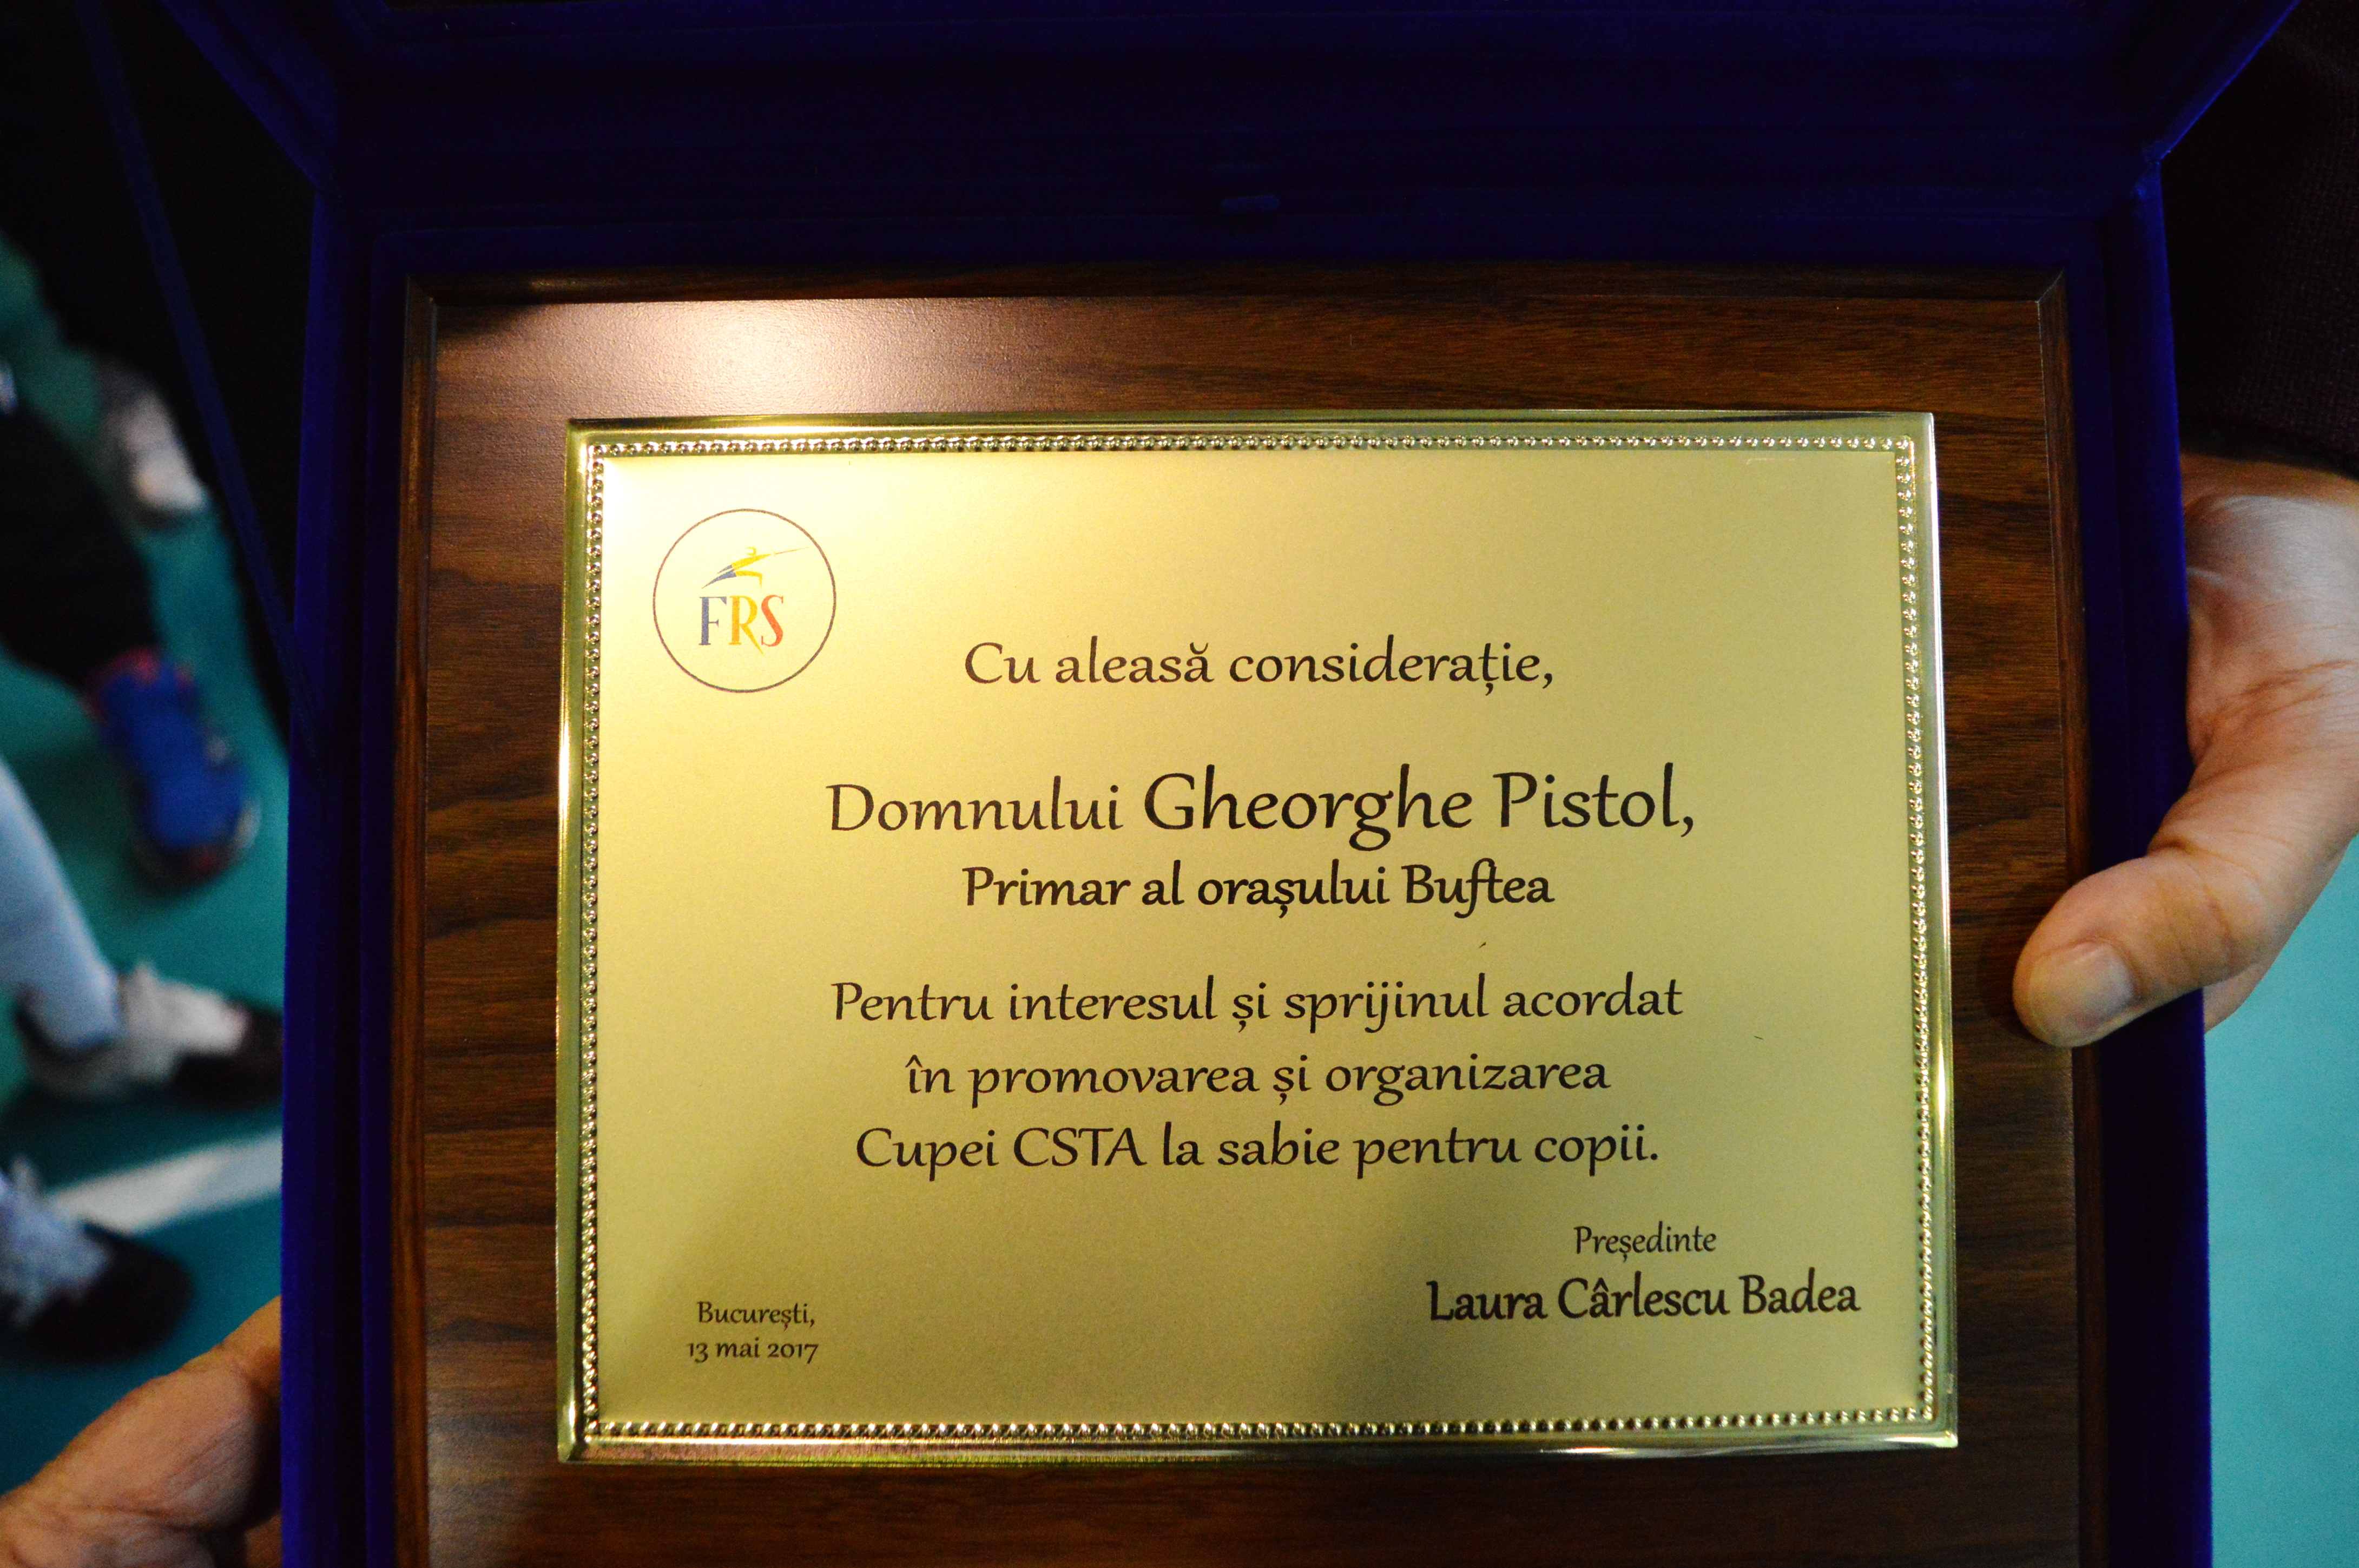 FRS
Cu aleasă considerație,
Domnului Gheorghe Pistol,
Primar al orașului Buftea
Pentru interesul și sprijinul acordat
în promovarea și organizarea
Cupei CSTA la sabie pentru copii.
Președinte
Laura Cârlescu Badea
București,
13 mai 2017